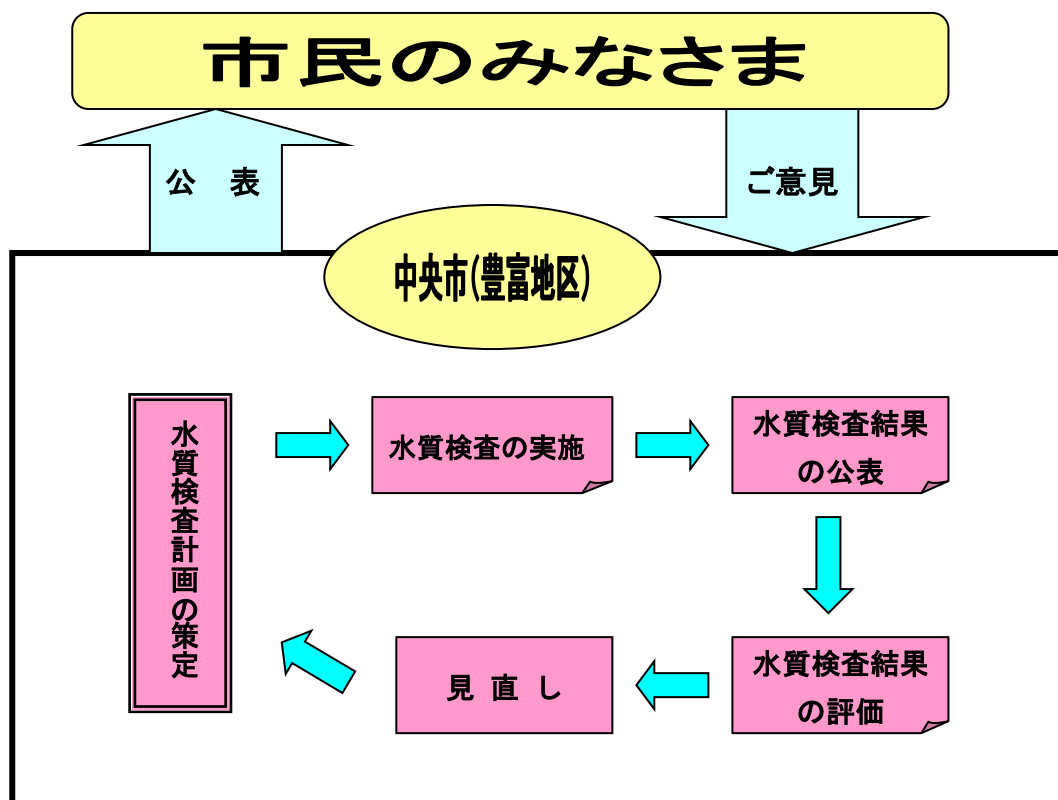 市民のみなさま
公　表
ご意見
中央市(豊富地区)
水質検査計画の策定
水質検査の実施
水質検査結果
の公表
水質検査結果
の評価
見 直 し